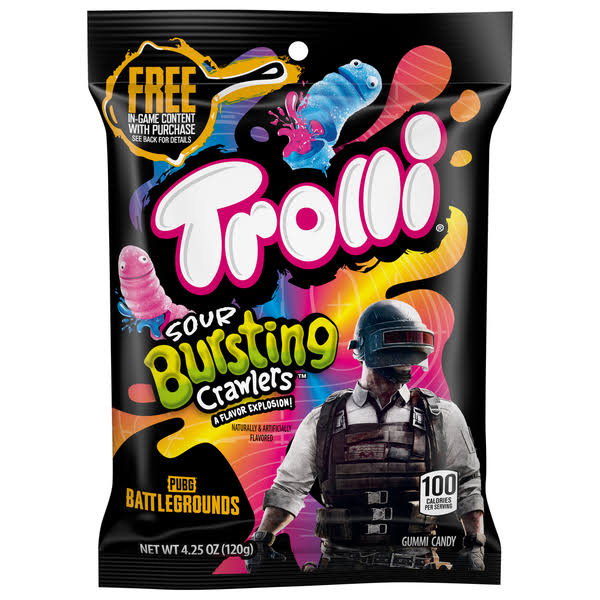 FREE
IN-GAME CONTENT
WITH PURCHASE
SEE BACK FOR DETAILS
Trolli®
SOUR
Bursting
Crawlers™
A FLAVOR EXPLOSION!
NATURALLY & ARTIFICIALLY
FLAVORED
PUBG
BATTLEGROUNDS
100
CALORIES
PER SERVING
NET WT 4.25 OZ (120g)
GUMMI CANDY